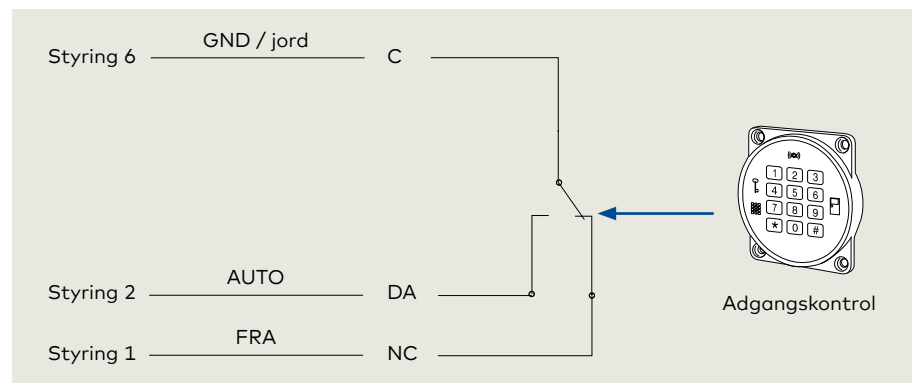 Styring 6 GND / jord C
1 2 3
4 5 6
7 8 9
* 0 #
Styring 2 AUTO DA
Adgangskontrol
Styring 1 FRA NC